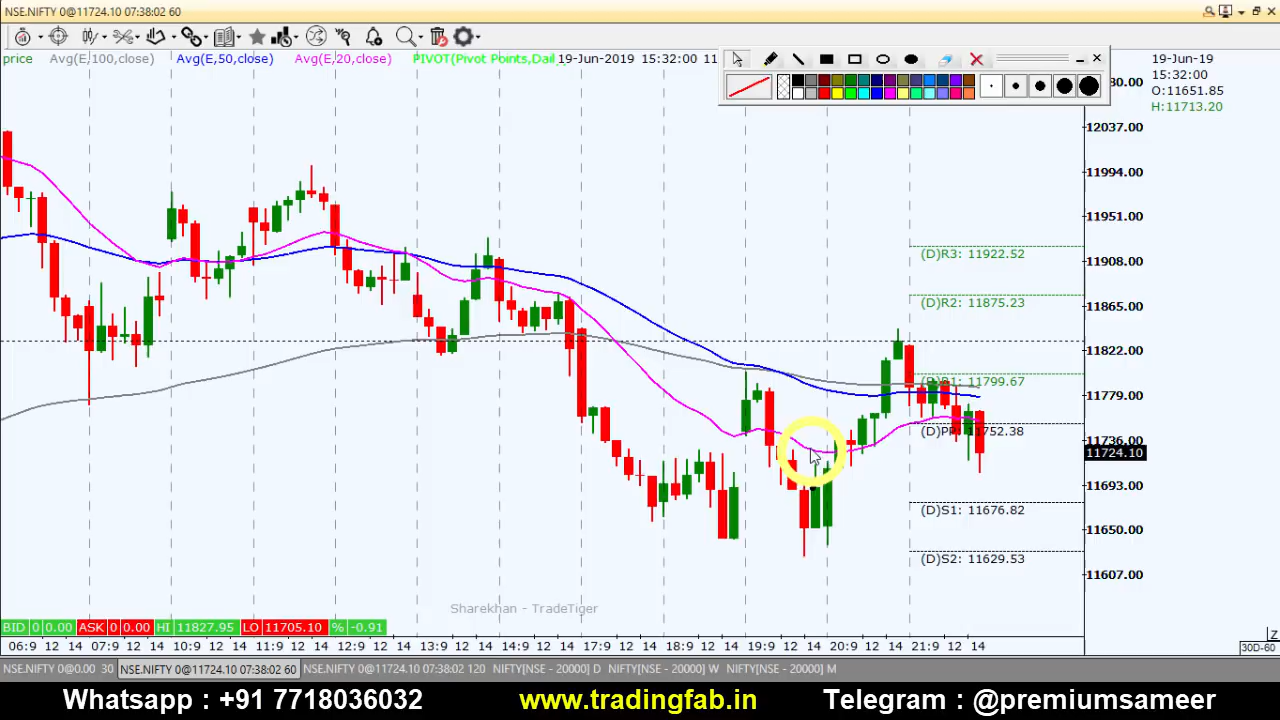 NSE.NIFTY 0@11724.10 07:38:02 60
price Avg(E,100,close) Avg(E,50,close) Avg(E,20,close) PIVOT(Pivot Points,Dail 19-Jun-2019 15:32:00 11
19-Jun-19
15:32:00
O:11651.85
H:11713.20
30.00
12037.00
11994.00
11951.00
(D)R3: 11922.52
11908.00
(D)R2: 11875.23
11865.00
11822.00
(D)R1: 11799.67
11779.00
(D)PP: 11752.38
11736.00
11724.10
11693.00
(D)S1: 11676.82
11650.00
(D)S2: 11629.53
11607.00
Sharekhan - TradeTiger
BID 0 0.00 ASK 0 0.00 HI 11827.95 LO 11705.10 % -0.91
Z
06:9 12 14 07:9 12 14 10:9 12 14 11:9 12 14 12:9 12 14 13:9 12 14 14:9 12 14 17:9 12 14 18:9 12 14 19:9 12 14 20:9 12 14 21:9 12 14
30D-60
NSE.NIFTY 0@0.00 30 NSE.NIFTY 0@11724.10 07:38:02 60 NSE.NIFTY 0@11724.10 07:38:02 120 NIFTY[NSE - 20000] D NIFTY[NSE - 20000] W NIFTY[NSE - 20000] M
Whatsapp : +91 7718036032 www.tradingfab.in Telegram : @premiumsameer